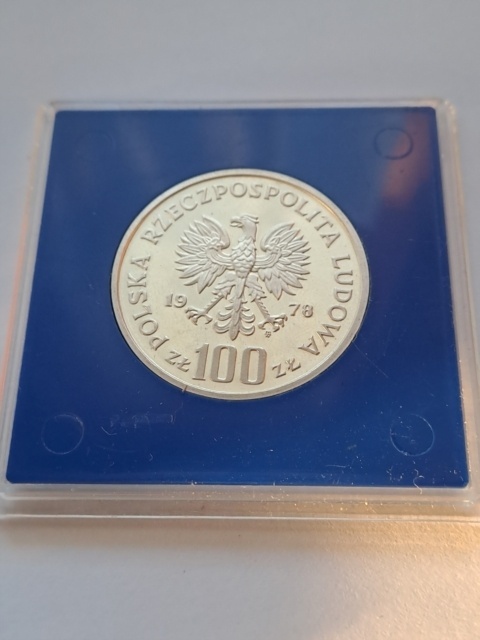 POLSKA RZECZPOSPOLITA LUDOWA
19 78
ZŁ 100 ZŁ